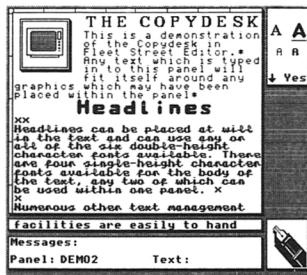 THE COPYDESK
This is a demonstration
of the Copydesk in
Fleet Street Editor.*
Any text which is typed
in to this panel will
fit itself around any
graphics which may have been
placed within the panel*
Headlines
xx
Headlines can be placed at will
in the text and can use any or
all of the six double-height
character fonts available. There
are four single-height character
fonts available for the body of
the text, any two of which can
be used within one panel. x
x
Numerous other text management
facilities are easily to hand
A A
A A
↓ Yes
Messages:
Panel: DEMO2 Text: